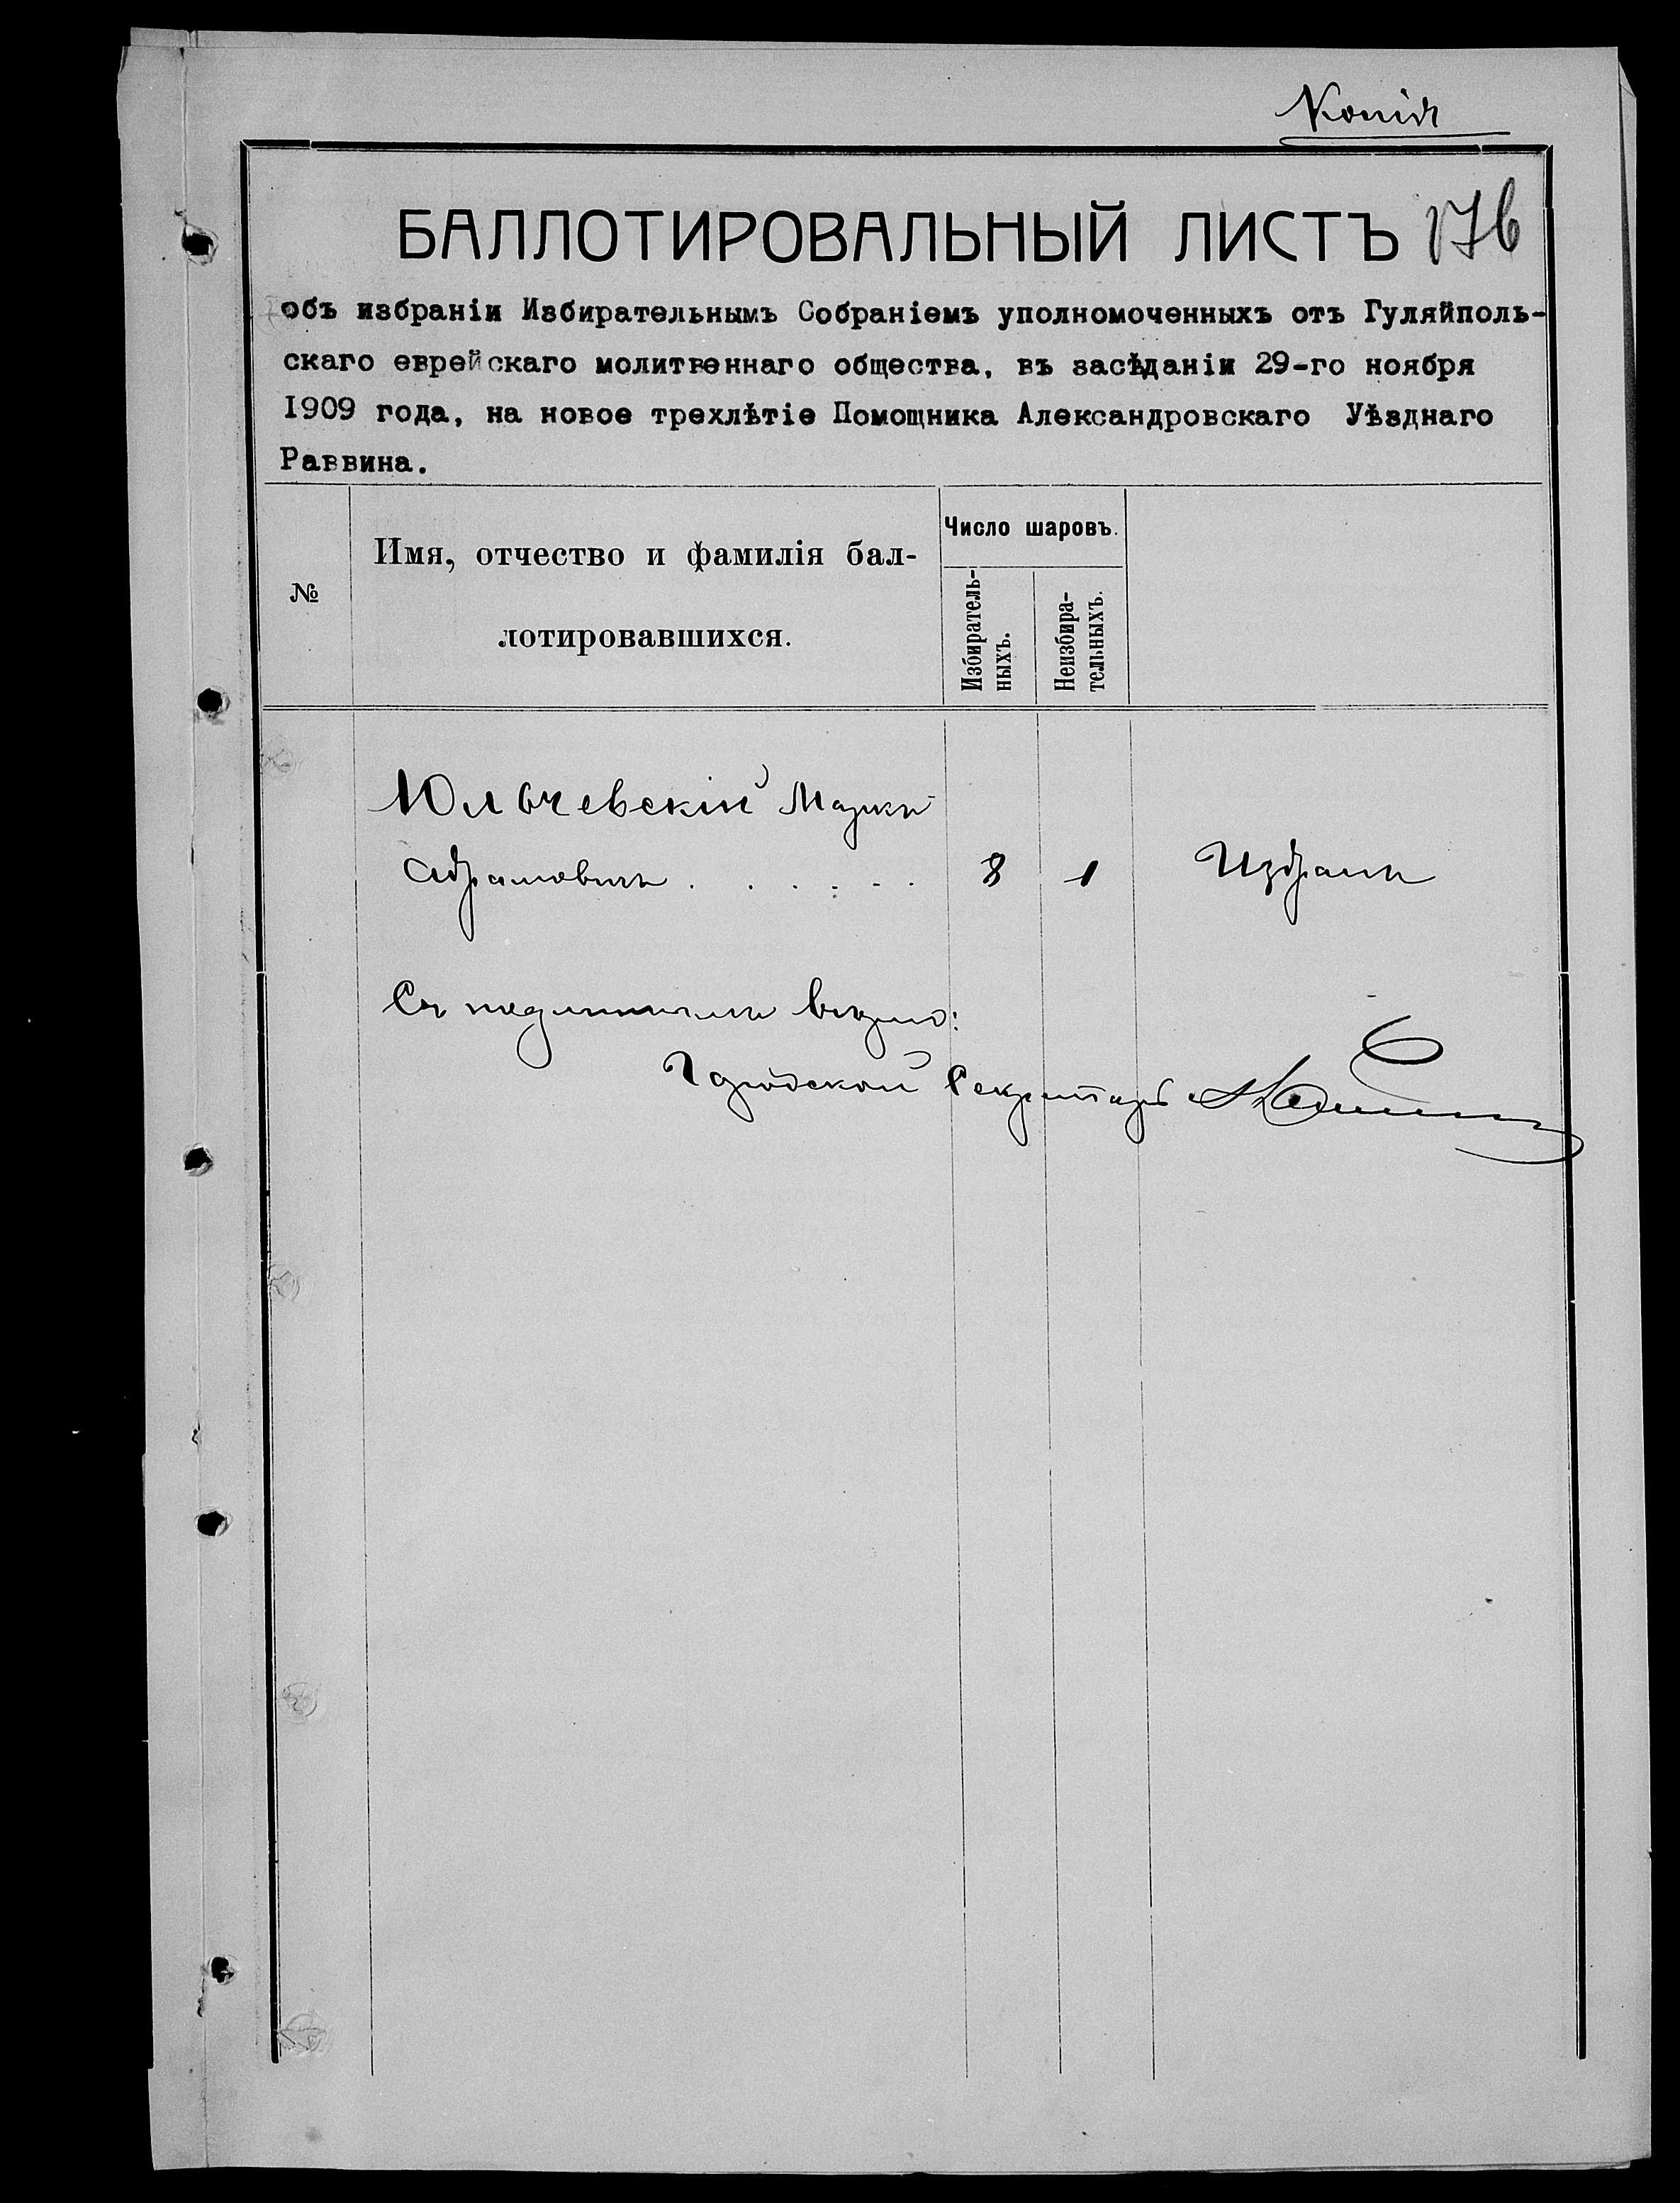 Копія
БАЛЛОТИРОВАЛЬНЫЙ ЛИСТЪ 176
объ избраніи Избирательнымъ Собраніемъ уполномоченныхъ отъ Гуляйполь-
скаго еврейскаго молитвеннаго общества, въ засѣданіи 29-го ноября
1909 года, на новое трехлѣтіе Помощника Александровскаго Уѣзднаго
Раввина.
№
Имя, отчество и фамилія бал-
лотировавшихся.
Число шаровъ.
Избиратель-
ныхъ.
Неизбира-
тельныхъ.
Юльчевскій Маркъ
Абрамовичъ . . . . . . 8 1 Избранъ
Съ подлиннымъ вѣрно:
Городской Секретарь